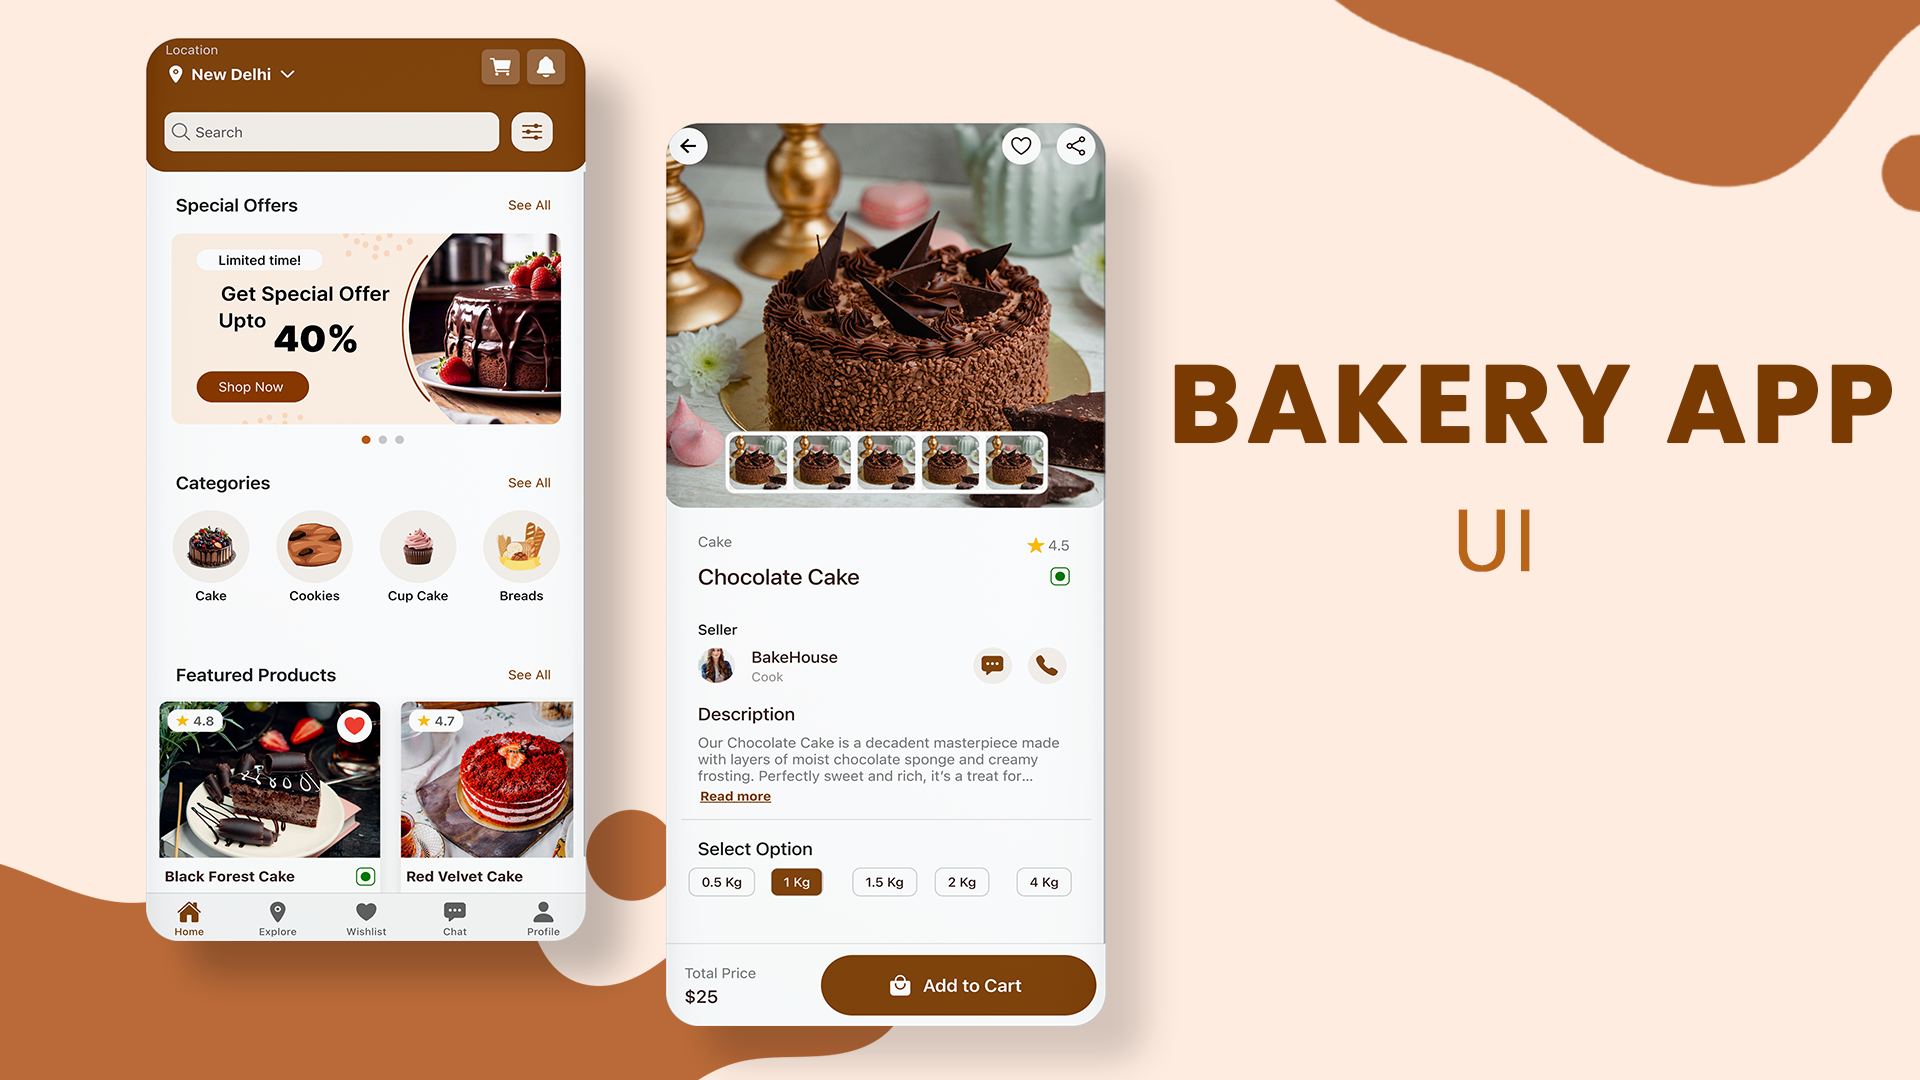 Location
New Delhi
Search
Special Offers
See All
Limited time!
Get Special Offer
Upto
40%
Shop Now
Categories
See All
Cake
Cookies
Cup Cake
Breads
Featured Products
See All
4.8
4.7
Black Forest Cake
Red Velvet Cake
Home
Explore
Wishlist
Chat
Profile
Cake
4.5
Chocolate Cake
Seller
BakeHouse
Cook
Description
Our Chocolate Cake is a decadent masterpiece made
with layers of moist chocolate sponge and creamy
frosting. Perfectly sweet and rich, it's a treat for...
Read more
Select Option
0.5 Kg
1 Kg
1.5 Kg
2 Kg
4 Kg
Total Price
$25
Add to Cart
BAKERY APP
UI